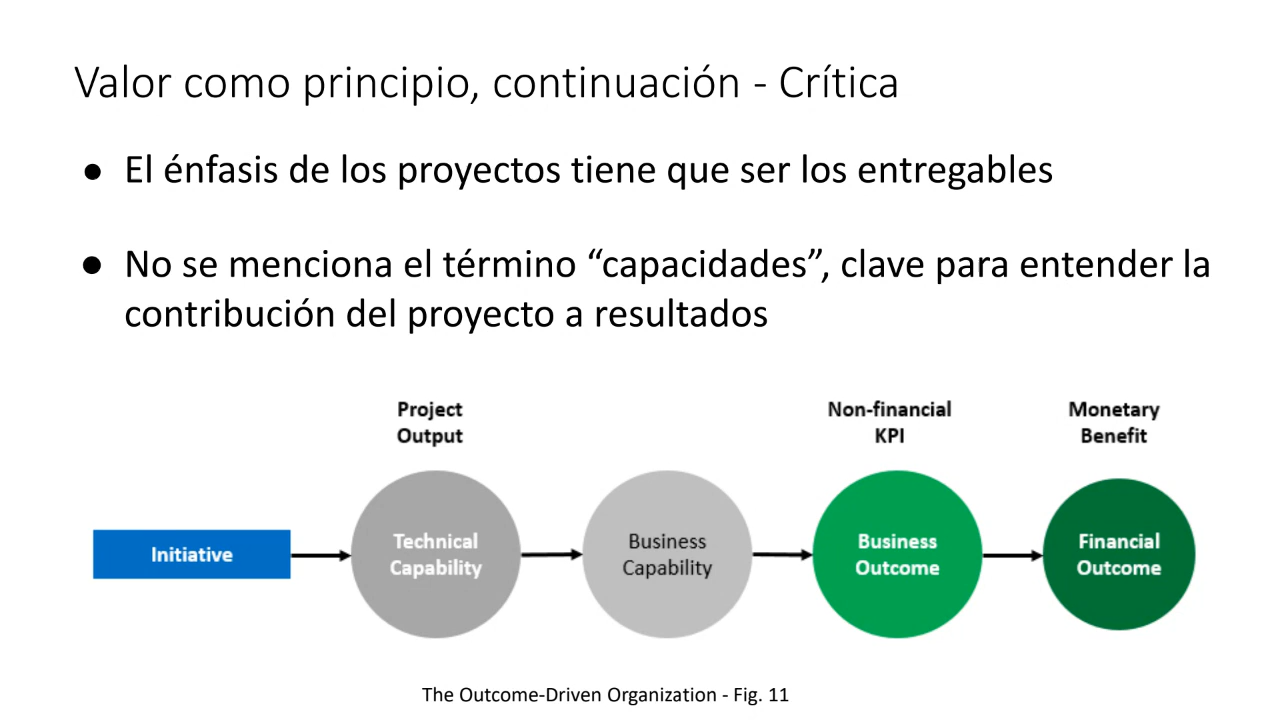 Valor como principio, continuación - Crítica
● El énfasis de los proyectos tiene que ser los entregables
● No se menciona el término “capacidades”, clave para entender la
contribución del proyecto a resultados
Project
Output
Non-financial
KPI
Monetary
Benefit
Initiative
Technical
Capability
Business
Capability
Business
Outcome
Financial
Outcome
The Outcome-Driven Organization - Fig. 11